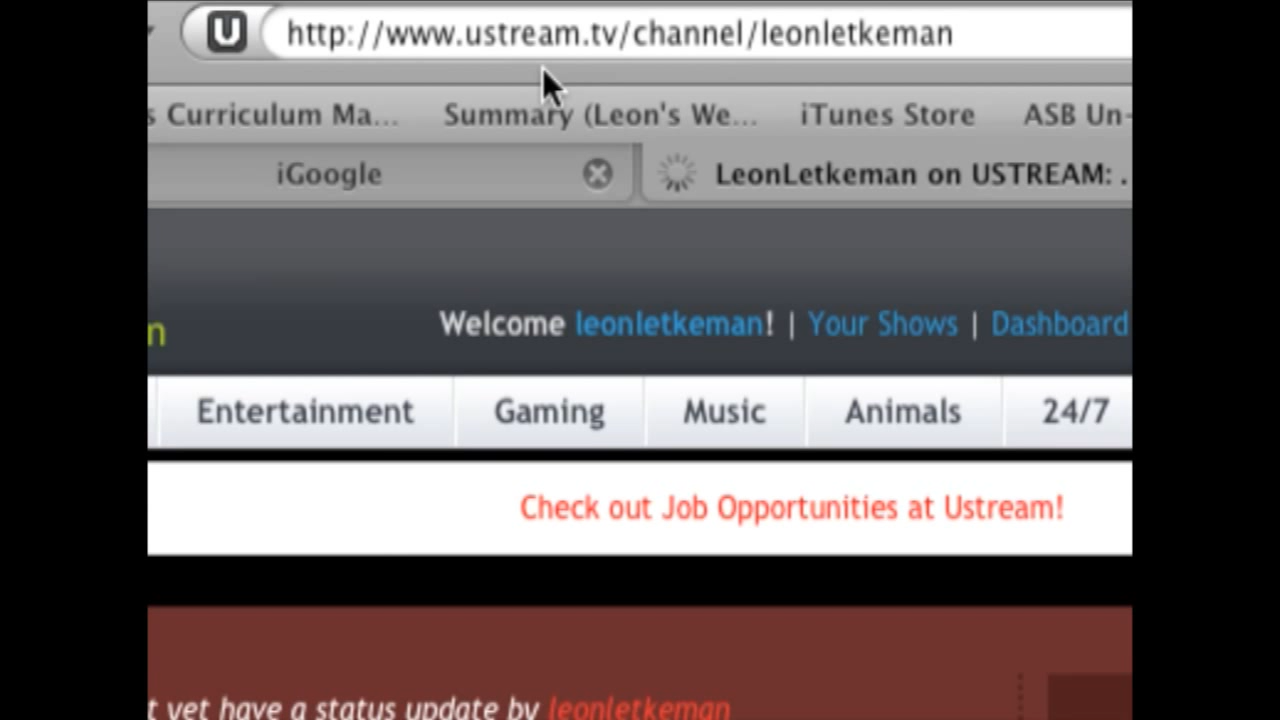 U http://www.ustream.tv/channel/leonletkeman
s Curriculum Ma... Summary (Leon's We... iTunes Store ASB Un-
iGoogle LeonLetkeman on USTREAM: .
n Welcome leonletkeman! | Your Shows | Dashboard
Entertainment Gaming Music Animals 24/7
Check out Job Opportunities at Ustream!
t yet have a status update by leonletkeman